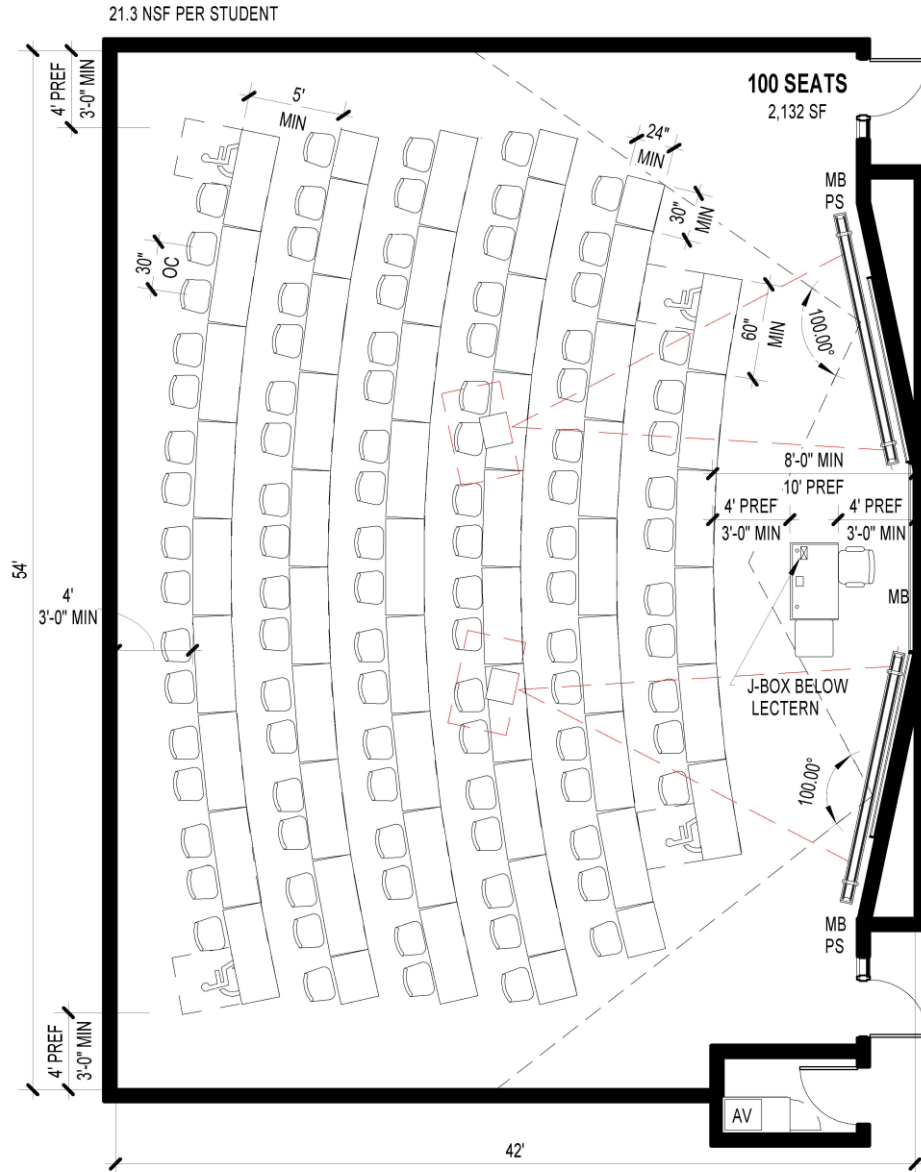 21.3 NSF PER STUDENT
4' PREF
3'-0" MIN
5'
MIN
100 SEATS
2,132 SF
24"
MIN
30"
MIN
MB
PS
30"
OC
60"
MIN
100.00°
8'-0" MIN
10' PREF
4' PREF
3'-0" MIN
4' PREF
3'-0" MIN
54'
4'
3'-0" MIN
MB
J-BOX BELOW
LECTERN
100.00°
MB
PS
4' PREF
3'-0" MIN
AV
42'